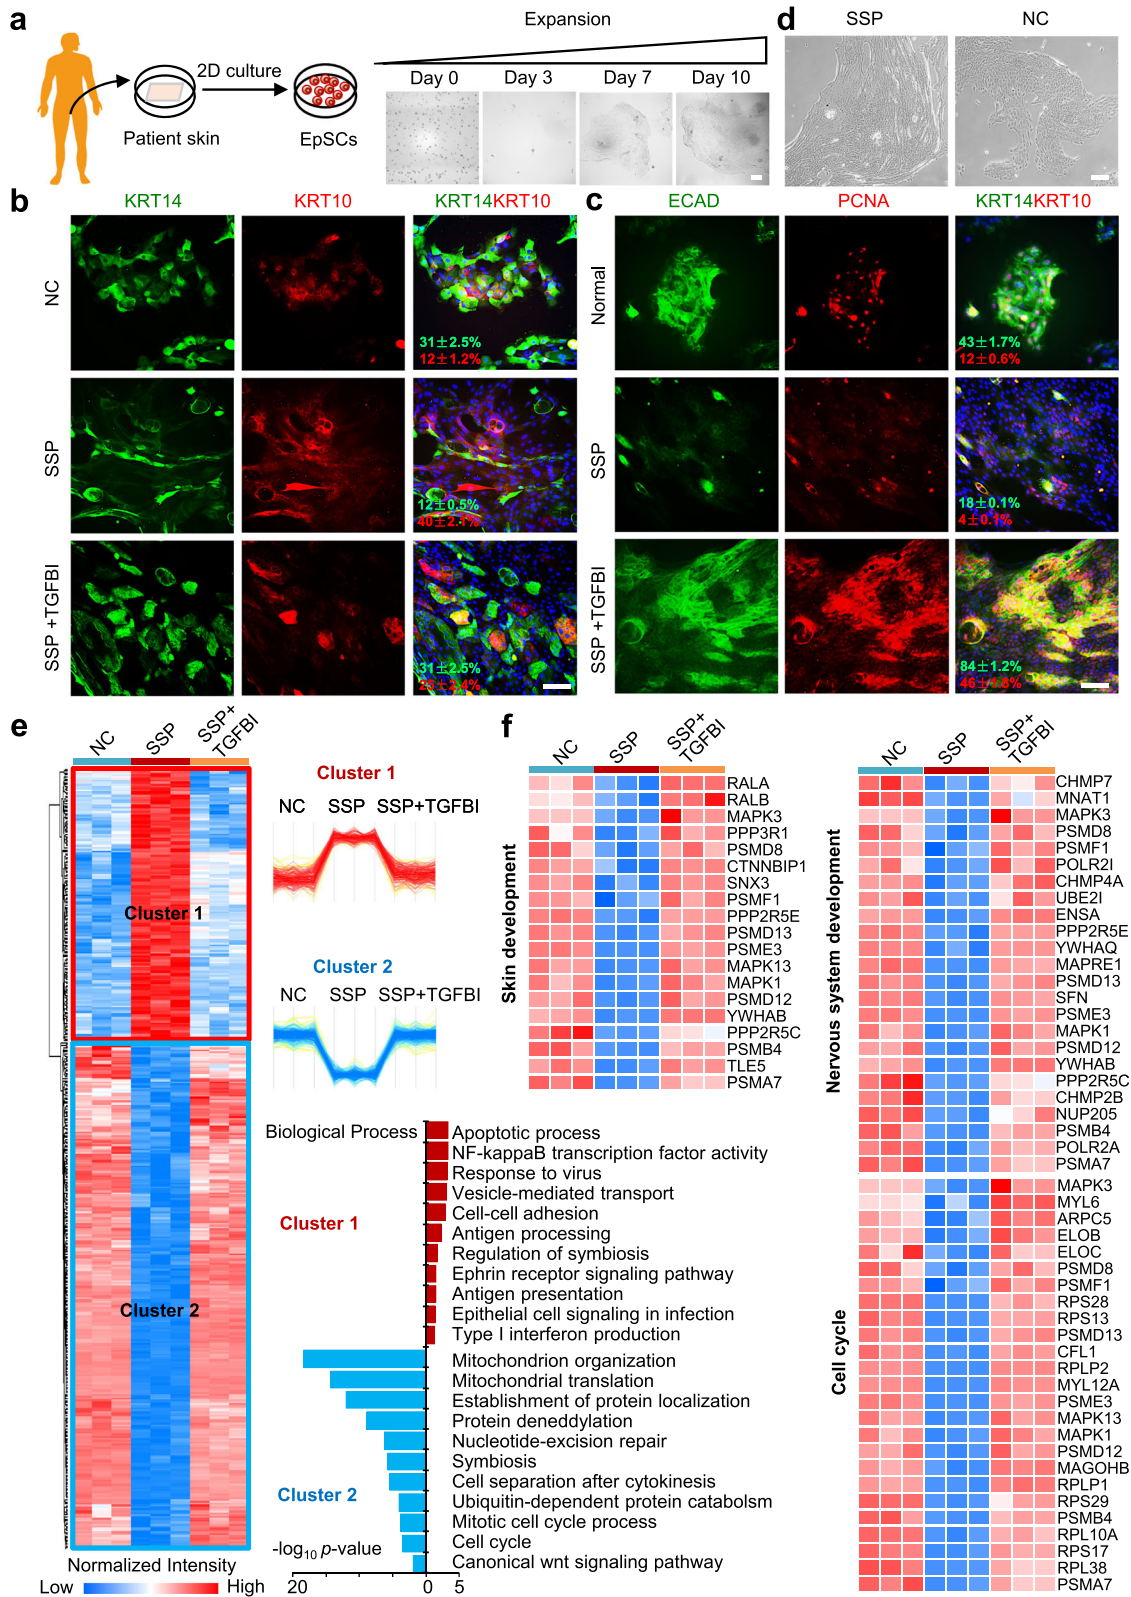 a
Expansion
2D culture
Patient skin
EpSCs
Day 0
Day 3
Day 7
Day 10
d
SSP
NC
b
KRT14
KRT10
KRT14KRT10
NC
31±2.5%
12±1.2%
SSP
12±0.5%
40±2.1%
SSP +TGFBI
31±2.5%
25±2.4%
c
ECAD
PCNA
KRT14KRT10
Normal
43±1.7%
12±0.6%
SSP
18±0.1%
4±0.1%
SSP +TGFBI
84±1.2%
46±1.8%
e
NC
SSP
SSP+
TGFBI
Cluster 1
Cluster 2
Normalized Intensity
Low
High
Cluster 1
NC
SSP
SSP+TGFBI
Cluster 2
NC
SSP
SSP+TGFBI
Biological Process
Cluster 1
Apoptotic process
NF-kappaB transcription factor activity
Response to virus
Vesicle-mediated transport
Cell-cell adhesion
Antigen processing
Regulation of symbiosis
Ephrin receptor signaling pathway
Antigen presentation
Epithelial cell signaling in infection
Type I interferon production
Cluster 2
Mitochondrion organization
Mitochondrial translation
Establishment of protein localization
Protein deneddylation
Nucleotide-excision repair
Symbiosis
Cell separation after cytokinesis
Ubiquitin-dependent protein catabolsm
Mitotic cell cycle process
Cell cycle
Canonical wnt signaling pathway
-log10 p-value
20
0
5
f
NC
SSP
SSP+
TGFBI
Skin development
RALA
RALB
MAPK3
PPP3R1
PSMD8
CTNNBIP1
SNX3
PSMF1
PPP2R5E
PSMD13
PSME3
MAPK13
MAPK1
PSMD12
YWHAB
PPP2R5C
PSMB4
TLE5
PSMA7
NC
SSP
SSP+
TGFBI
Nervous system development
CHMP7
MNAT1
MAPK3
PSMD8
PSMF1
POLR2I
CHMP4A
UBE2I
ENSA
PPP2R5E
YWHAQ
MAPRE1
PSMD13
SFN
PSME3
MAPK1
PSMD12
YWHAB
PPP2R5C
CHMP2B
NUP205
PSMB4
POLR2A
PSMA7
Cell cycle
MAPK3
MYL6
ARPC5
ELOB
ELOC
PSMD8
PSMF1
RPS28
RPS13
PSMD13
CFL1
RPLP2
MYL12A
PSME3
MAPK13
MAPK1
PSMD12
MAGOHB
RPLP1
RPS29
PSMB4
RPL10A
RPS17
RPL38
PSMA7